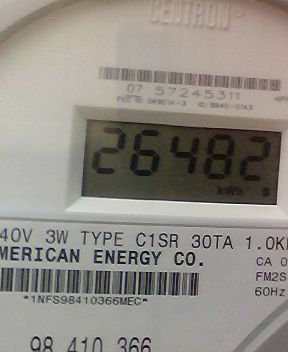 CENTRON
07 57245311
26482
kWh
40V 3W TYPE C1SR 30TA 1.0K
MERICAN ENERGY CO.
CA 0
FM2S
60Hz
*1NFS98410366MEC*
98 410 366